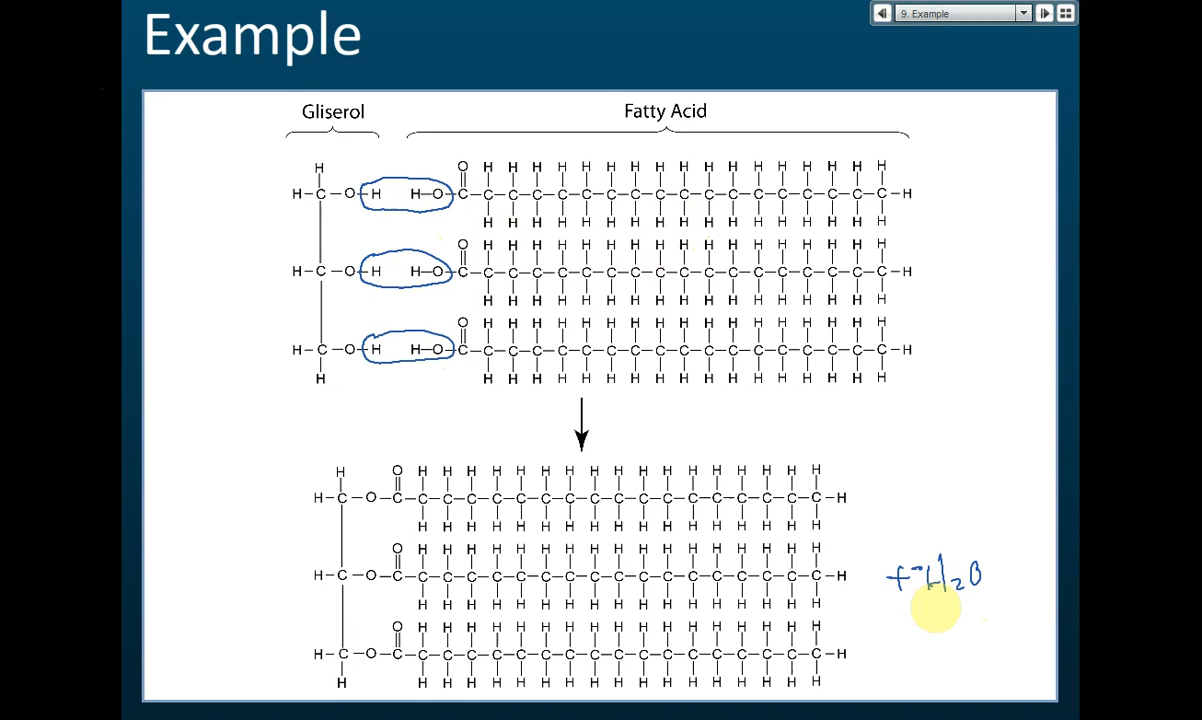 Example
9. Example
Gliserol Fatty Acid
H O H H H H H H H H H H H H H H H H H
H–C–O–H H–O–C–C–C–C–C–C–C–C–C–C–C–C–C–C–C–C–C–C–H
H H H H H H H H H H H H H H H H H
O H H H H H H H H H H H H H H H H H
H–C–O–H H–O–C–C–C–C–C–C–C–C–C–C–C–C–C–C–C–C–C–C–H
H H H H H H H H H H H H H H H H H
O H H H H H H H H H H H H H H H H H
H–C–O–H H–O–C–C–C–C–C–C–C–C–C–C–C–C–C–C–C–C–C–C–H
H H H H H H H H H H H H H H H H H H
H O H H H H H H H H H H H H H H H H H
H–C–O–C–C–C–C–C–C–C–C–C–C–C–C–C–C–C–C–C–C–H
H H H H H H H H H H H H H H H H H
O H H H H H H H H H H H H H H H H H
H–C–O–C–C–C–C–C–C–C–C–C–C–C–C–C–C–C–C–C–C–H + H₂O
H H H H H H H H H H H H H H H H H
O H H H H H H H H H H H H H H H H H
H–C–O–C–C–C–C–C–C–C–C–C–C–C–C–C–C–C–C–C–C–H
H H H H H H H H H H H H H H H H H H